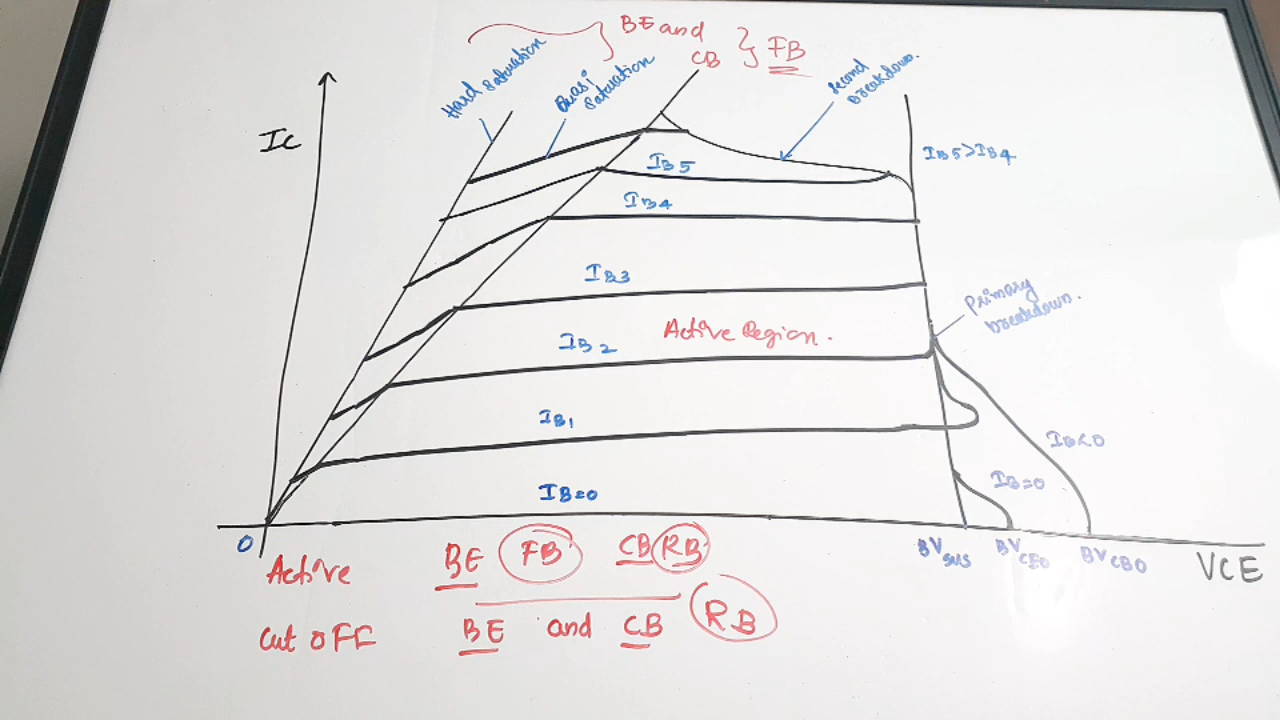 BE and
CB
FB
Hard saturation
Quasi
saturation
second
breakdown.
IC
IB5
IB5>IB4
IB4
IB3
Primary
breakdown.
Active Region.
IB2
IB1
IB<0
IB=0
IB=0
0
BVSUS
BVCEO
BVCBO
VCE
Active BE FB CB RB
Cut OFF BE and CB RB